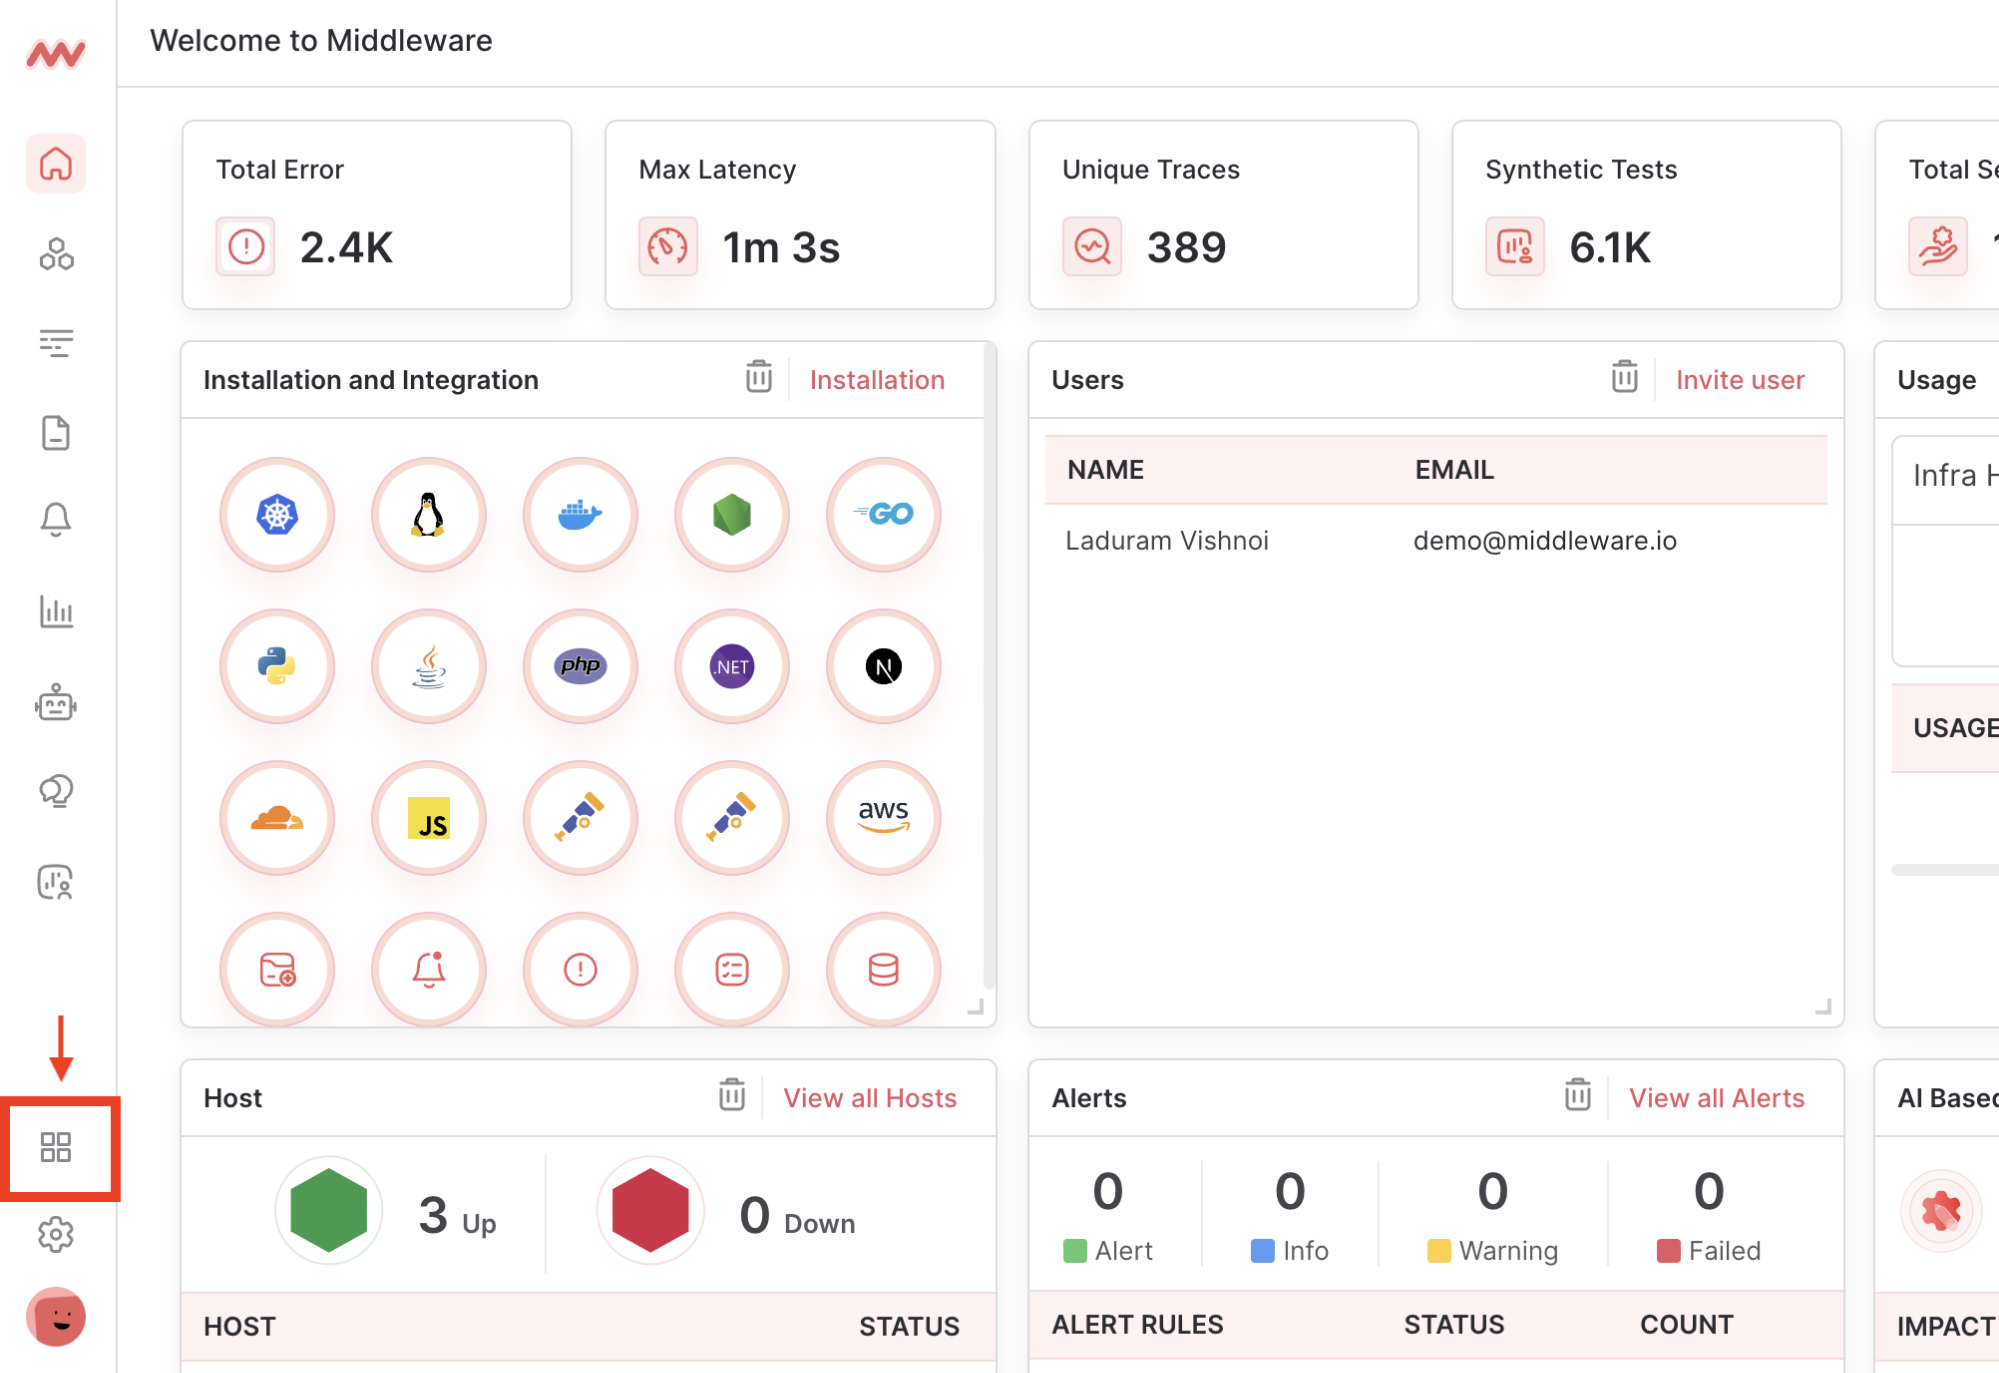 Welcome to Middleware
Total Error
2.4K
Max Latency
1m 3s
Unique Traces
389
Synthetic Tests
6.1K
Total Se
Installation and Integration
Installation
GO
php
.NET
N
JS
aws
Users
Invite user
NAME EMAIL
Laduram Vishnoi demo@middleware.io
Usage
Infra H
USAGE
Host
View all Hosts
3 Up
0 Down
HOST STATUS
Alerts
View all Alerts
0 0 0 0
Alert Info Warning Failed
ALERT RULES STATUS COUNT
AI Based
IMPACT